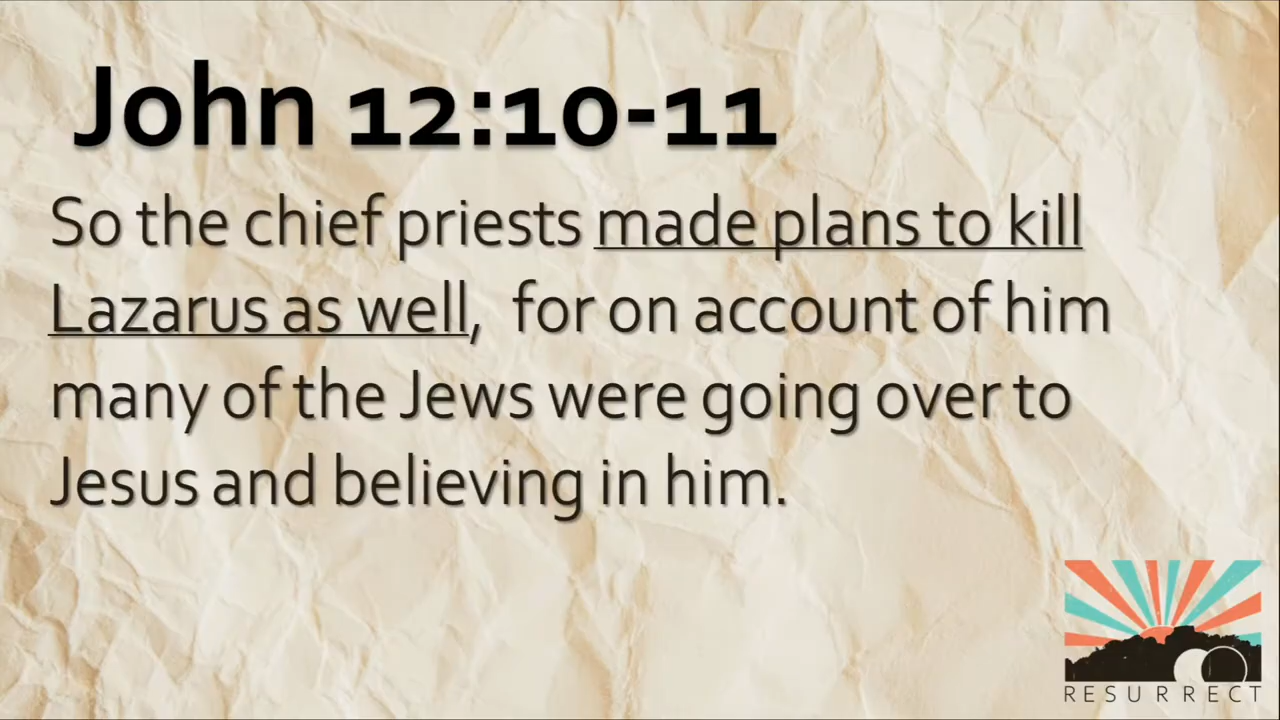 John 12:10-11
So the chief priests made plans to kill
Lazarus as well, for on account of him
many of the Jews were going over to
Jesus and believing in him.
RESURRECT